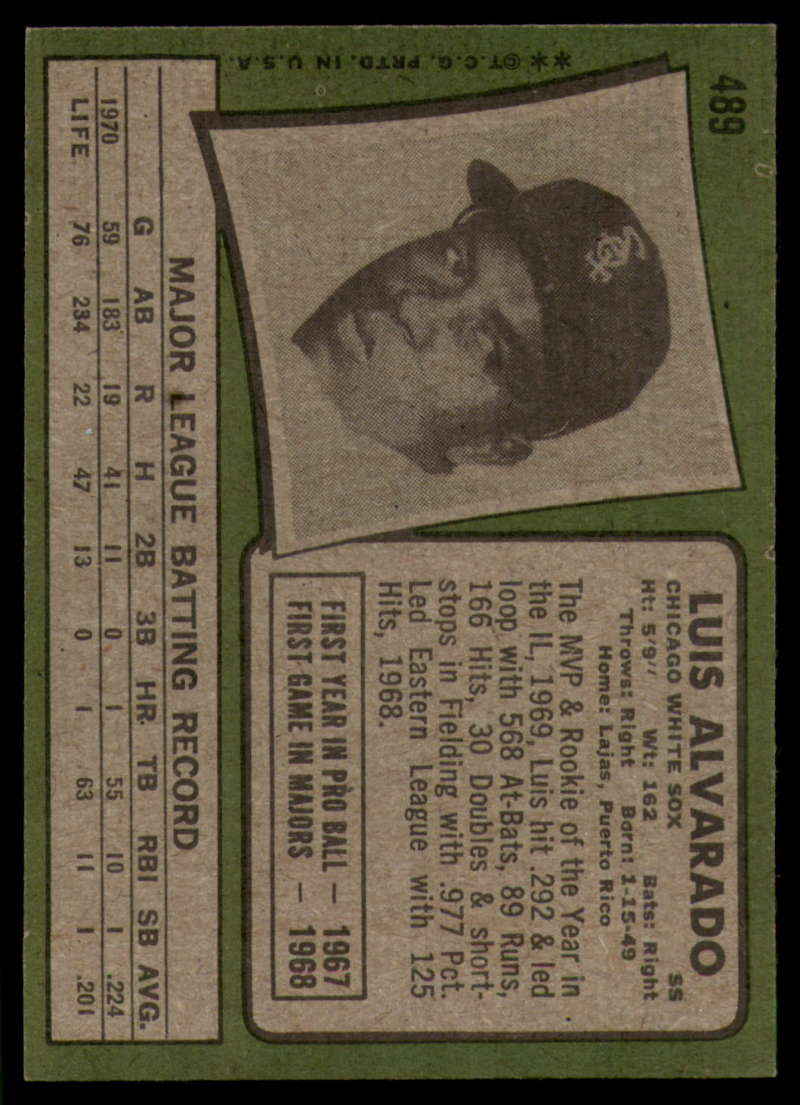 489
**©T.C.G. PRTD. IN U.S.A.
LUIS ALVARADO
CHICAGO WHITE SOX SS
Ht: 5'9'' Wt: 162 Bats: Right
Throws: Right Born: 1-15-49
Home: Lajas, Puerto Rico
The MVP & Rookie of the Year in
the IL, 1969, Luis hit .292 & led
loop with 568 At-Bats, 89 Runs,
166 Hits, 30 Doubles & short-
stops in Fielding with .977 Pct.
Led Eastern League with 125
Hits, 1968.
FIRST YEAR IN PRO BALL — 1967
FIRST GAME IN MAJORS — 1968
MAJOR LEAGUE BATTING RECORD
G AB R H 2B 3B HR. TB RBI SB AVG.
1970 59 183 19 41 11 0 1 55 10 1 .224
LIFE 76 234 22 47 13 0 1 63 11 1 .201